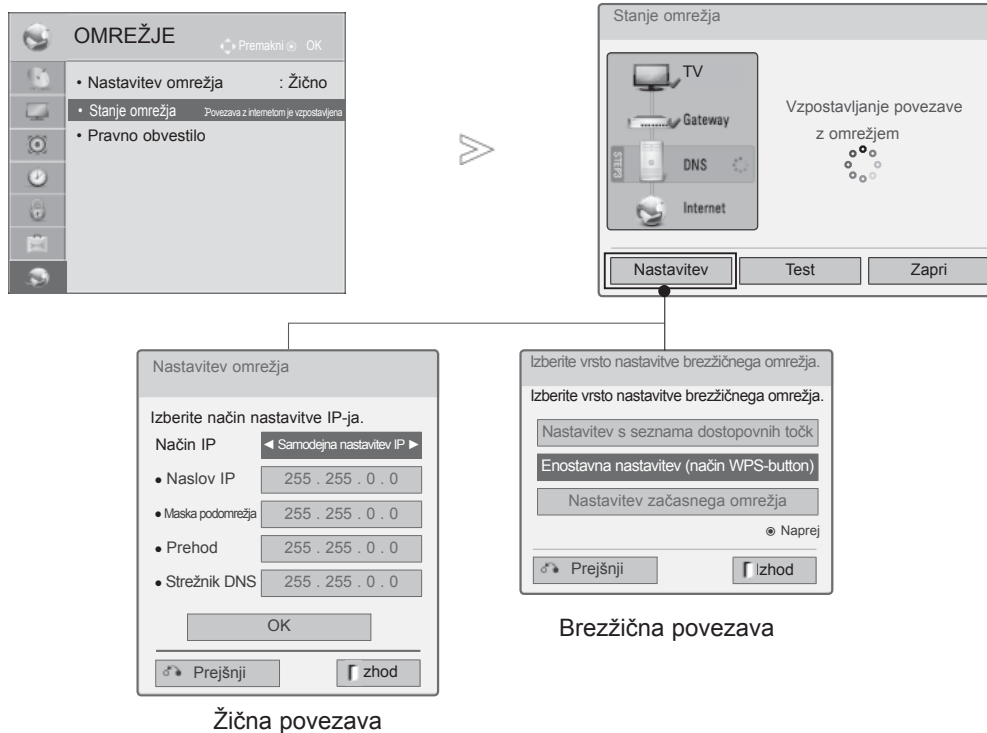 OMREŽJE
Premakni OK
• Nastavitev omrežja : Žično
• Stanje omrežja :Povezava z internetom je vzpostavljena
• Pravno obvestilo
Stanje omrežja
TV
Gateway
STEP3
DNS
Internet
Vzpostavljanje povezave
z omrežjem
Nastavitev Test Zapri
Nastavitev omrežja
Izberite način nastavitve IP-ja.
Način IP ◄ Samodejna nastavitev IP ►
• Naslov IP 255 . 255 . 0 . 0
• Maska podomrežja 255 . 255 . 0 . 0
• Prehod 255 . 255 . 0 . 0
• Strežnik DNS 255 . 255 . 0 . 0
OK
Prejšnji zhod
Žična povezava
Izberite vrsto nastavitve brezžičnega omrežja.
Izberite vrsto nastavitve brezžičnega omrežja.
Nastavitev s seznama dostopovnih točk
Enostavna nastavitev (način WPS-button)
Nastavitev začasnega omrežja
Naprej
Prejšnji Izhod
Brezžična povezava